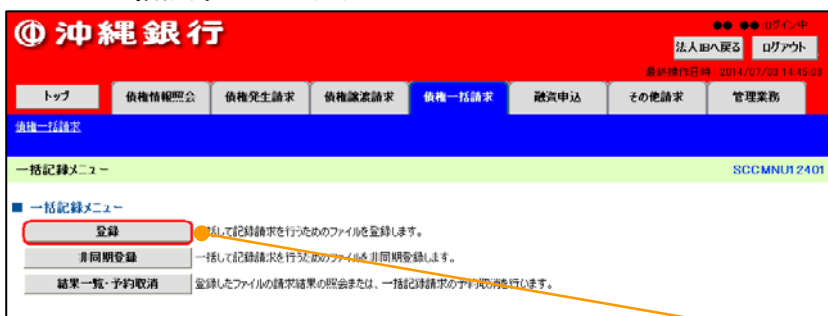 沖縄銀行
●● ●●ログイン中
法人IBへ戻る ログアウト
最終操作日時：2014/07/03 14:45:03
トップ 債権情報照会 債権発生請求 債権譲渡請求 債権一括請求 融資申込 その他請求 管理業務
債権一括請求
一括記録メニュー SCCMNU12401
■ 一括記録メニュー
登録 括して記録請求を行うためのファイルを登録します。
非同期登録 一括して記録請求を行うためのファイルを非同期登録します。
結果一覧・予約取消 登録したファイルの請求結果の照会または、一括記録請求の予約取消を行います。